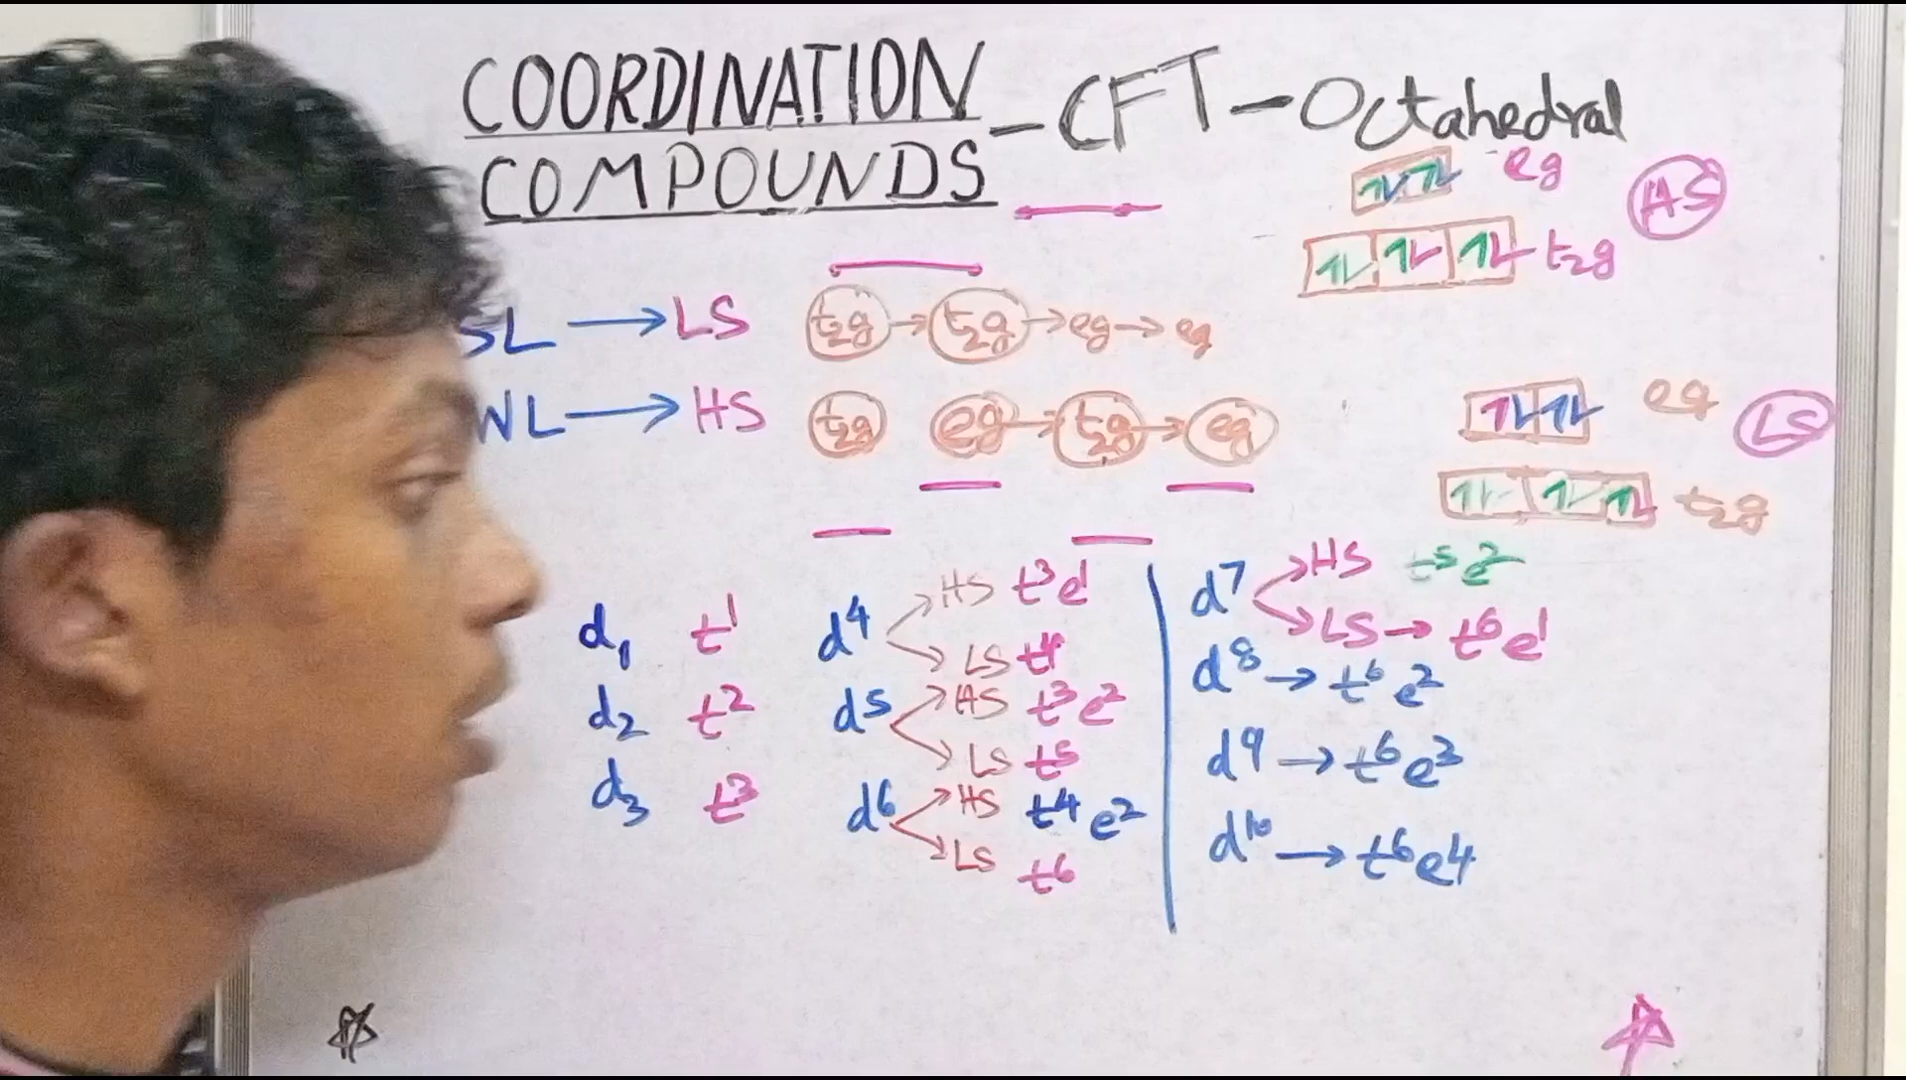 COORDINATION
COMPOUNDS - CFT - Octahedral
eg HS
t₂g
SL → LS t₂g → t₂g → eg → eg
WL → HS t₂g eg → t₂g → eg
eg LS
t₂g
d₁ t¹
d₂ t²
d₃ t³
d⁴ HS t³e¹
LS t⁴
d⁵ HS t³e²
LS t⁵
d⁶ HS t⁴e²
LS t⁶
d⁷ HS t⁵e²
LS → t⁶e¹
d⁸ → t⁶e²
d⁹ → t⁶e³
d¹⁰ → t⁶e⁴